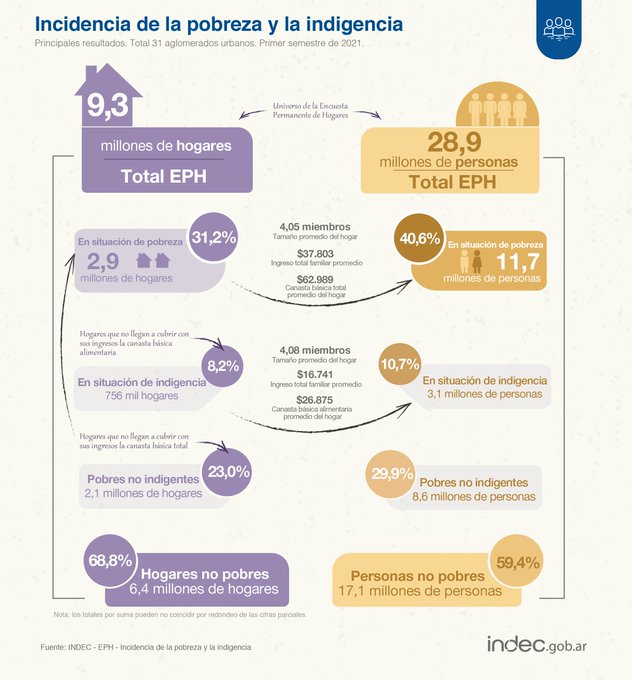 Incidencia de la pobreza y la indigencia
Principales resultados. Total 31 aglomerados urbanos. Primer semestre de 2021.
9,3
millones de hogares
Total EPH
Universo de la Encuesta
Permanente de Hogares
28,9
millones de personas
Total EPH
En situación de pobreza
2,9
millones de hogares
31,2%
4,05 miembros
Tamaño promedio del hogar
$37.803
Ingreso total familiar promedio
$62.989
Canasta básica total
promedio del hogar
40,6%
En situación de pobreza
11,7
millones de personas
Hogares que no llegan a cubrir con
sus ingresos la canasta básica
alimentaria
8,2%
En situación de indigencia
756 mil hogares
4,08 miembros
Tamaño promedio del hogar
$16.741
Ingreso total familiar promedio
$26.875
Canasta básica alimentaria
promedio del hogar
10,7%
En situación de indigencia
3,1 millones de personas
Hogares que no llegan a cubrir con
sus ingresos la canasta básica total
23,0%
Pobres no indigentes
2,1 millones de hogares
29,9%
Pobres no indigentes
8,6 millones de personas
68,8%
Hogares no pobres
6,4 millones de hogares
59,4%
Personas no pobres
17,1 millones de personas
Nota: los totales por suma pueden no coincidir por redondeo de las cifras parciales.
Fuente: INDEC - EPH - Incidencia de la pobreza y la indigencia
indec.gob.ar